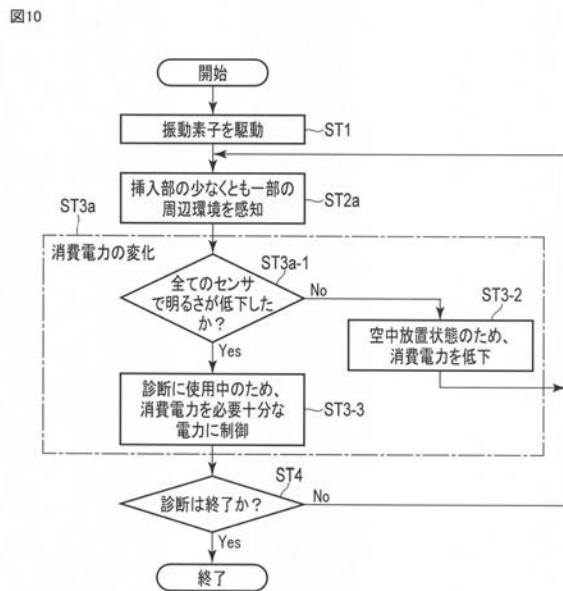 図10
開始
振動素子を駆動
ST1
挿入部の少なくとも一部の
周辺環境を感知
ST2a
ST3a
消費電力の変化
ST3a-1
全てのセンサ
で明るさが低下した
か？
No
Yes
ST3-2
空中放置状態のため、
消費電力を低下
診断に使用中のため、
消費電力を必要十分な
電力に制御
ST3-3
ST4
診断は終了か？
No
Yes
終了